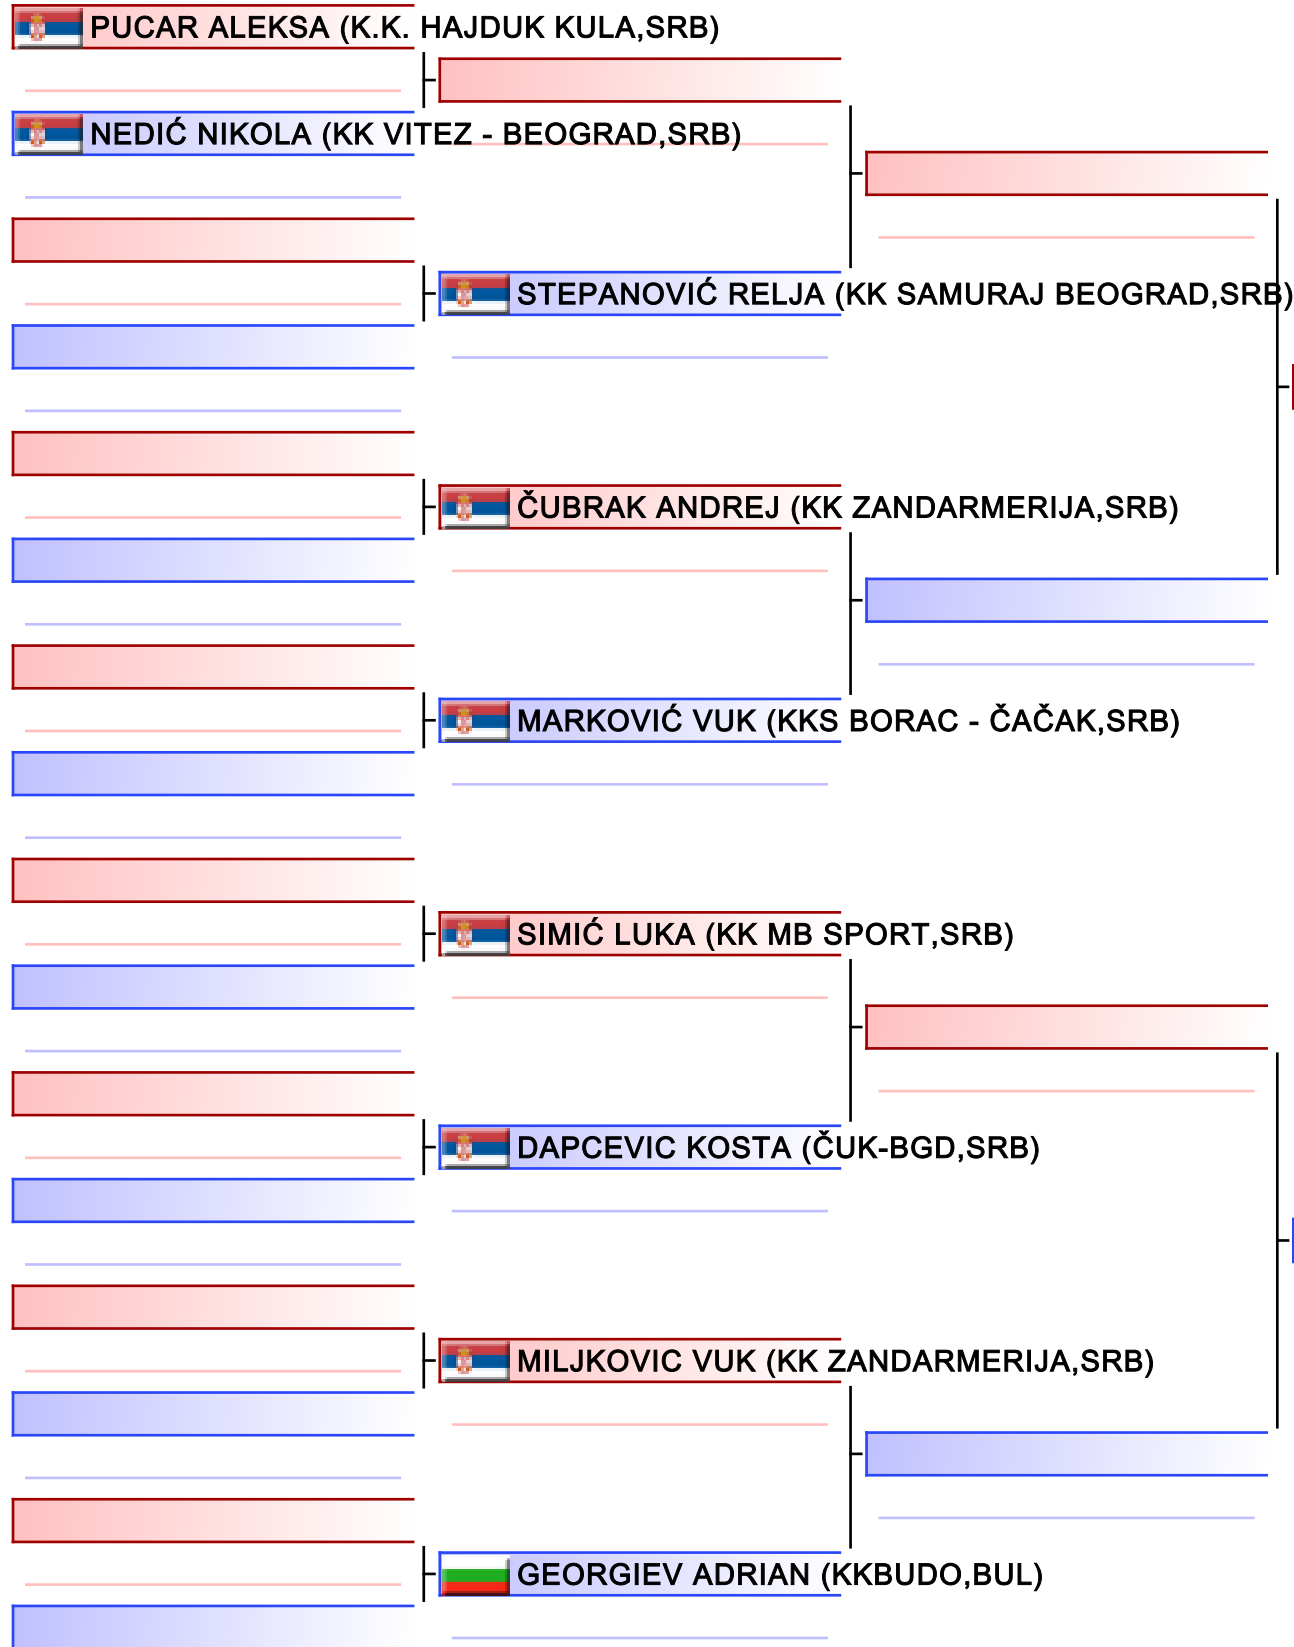 PUCAR ALEKSA (K.K. HAJDUK KULA,SRB)
NEDIĆ NIKOLA (KK VITEZ - BEOGRAD,SRB)
STEPANOVIĆ RELJA (KK SAMURAJ BEOGRAD,SRB)
ČUBRAK ANDREJ (KK ZANDARMERIJA,SRB)
MARKOVIĆ VUK (KKS BORAC - ČAČAK,SRB)
SIMIĆ LUKA (KK MB SPORT,SRB)
DAPCEVIC KOSTA (ČUK-BGD,SRB)
MILJKOVIC VUK (KK ZANDARMERIJA,SRB)
GEORGIEV ADRIAN (KKBUDO,BUL)